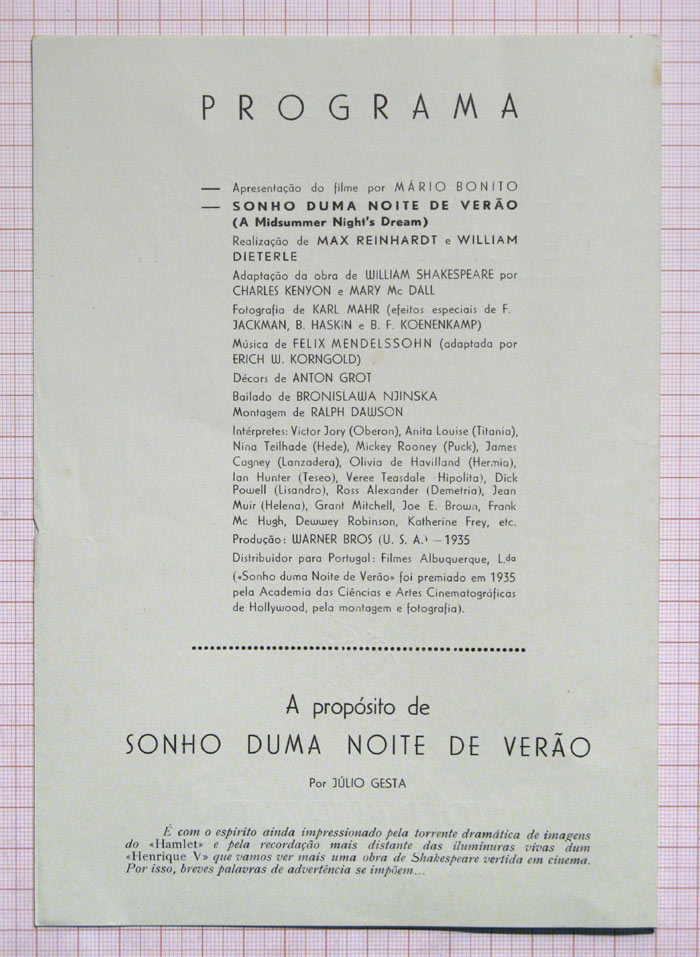 PROGRAMA
— Apresentação do filme por MÁRIO BONITO
— SONHO DUMA NOITE DE VERÃO
(A Midsummer Night's Dream)
Realização de MAX REINHARDT e WILLIAM
DIETERLE
Adaptação da obra de WILLIAM SHAKESPEARE por
CHARLES KENYON e MARY Mc DALL
Fotografia de KARL MAHR (efeitos especiais de F.
JACKMAN, B. HASKIN e B. F. KOENENKAMP)
Música de FELIX MENDELSSOHN (adaptada por
ERICH W. KORNGOLD)
Décors de ANTON GROT
Bailado de BRONISLAWA NJINSKA
Montagem de RALPH DAWSON
Intérpretes: Victor Jory (Oberon), Anita Louise (Titania),
Nina Teilhade (Hede), Mickey Rooney (Puck), James
Cagney (Lanzadera), Olivia de Havilland (Hermia),
Ian Hunter (Teseo), Veree Teasdale Hipolita), Dick
Powell (Lisandro), Ross Alexander (Demetria), Jean
Muir (Helena), Grant Mitchell, Joe E. Brown, Frank
Mc Hugh, Dewwey Robinson, Katherine Frey, etc.
Produção: WARNER BROS (U. S. A.) – 1935
Distribuidor para Portugal: Filmes Albuquerque, L.da
(«Sonho duma Noite de Verão» foi premiado em 1935
pela Academia das Ciências e Artes Cinematográficas
de Hollywood, pela montagem e fotografia).
A propósito de
SONHO DUMA NOITE DE VERÃO
Por JÚLIO GESTA
É com o espírito ainda impressionado pela torrente dramática de imagens
do «Hamlet» e pela recordação mais distante das iluminuras vivas dum
«Henrique V» que vamos ver mais uma obra de Shakespeare vertida em cinema.
Por isso, breves palavras de advertência se impõem...